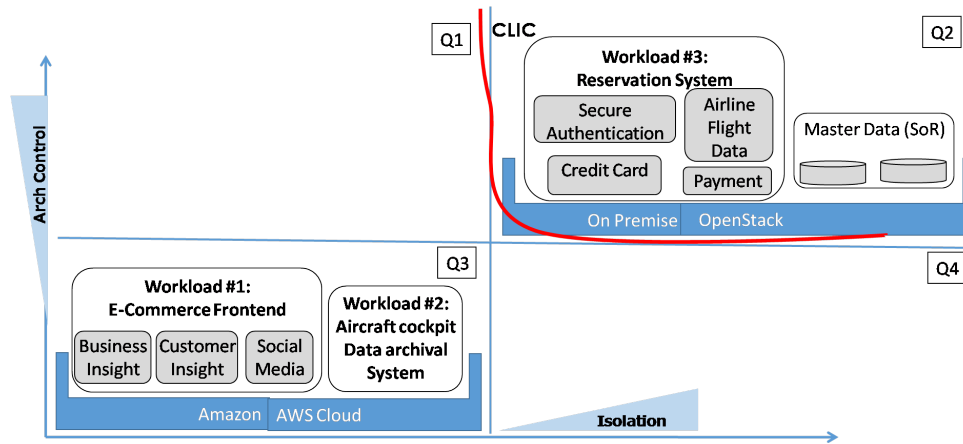 Q1
CLIC
Q2
Workload #3:
Reservation System
Secure
Authentication
Airline
Flight
Data
Credit Card
Payment
Master Data (SoR)
On Premise
OpenStack
Arch Control
Q3
Q4
Workload #1:
E-Commerce Frontend
Business
Insight
Customer
Insight
Social
Media
Workload #2:
Aircraft cockpit
Data archival
System
Amazon
AWS Cloud
Isolation